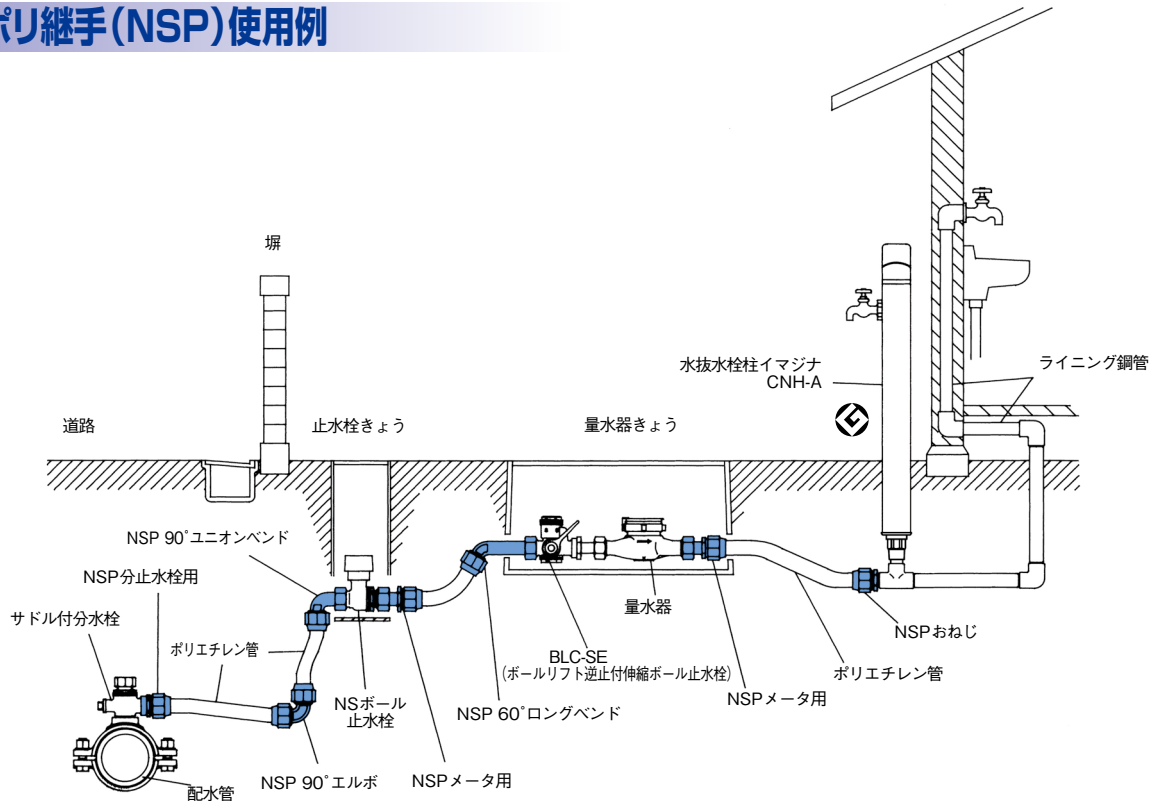 ポリ継手(NSP)使用例
塀
水抜水栓柱イマジナ
CNH-A
ライニング鋼管
道路
止水栓きょう
量水器きょう
NSP 90°ユニオンベンド
NSP分止水栓用
サドル付分水栓
ポリエチレン管
量水器
NSPおねじ
BLC-SE
(ボールリフト逆止付伸縮ボール止水栓)
ポリエチレン管
NSボール
止水栓
NSP 60°ロングベンド
NSPメータ用
NSP 90°エルボ
NSPメータ用
配水管